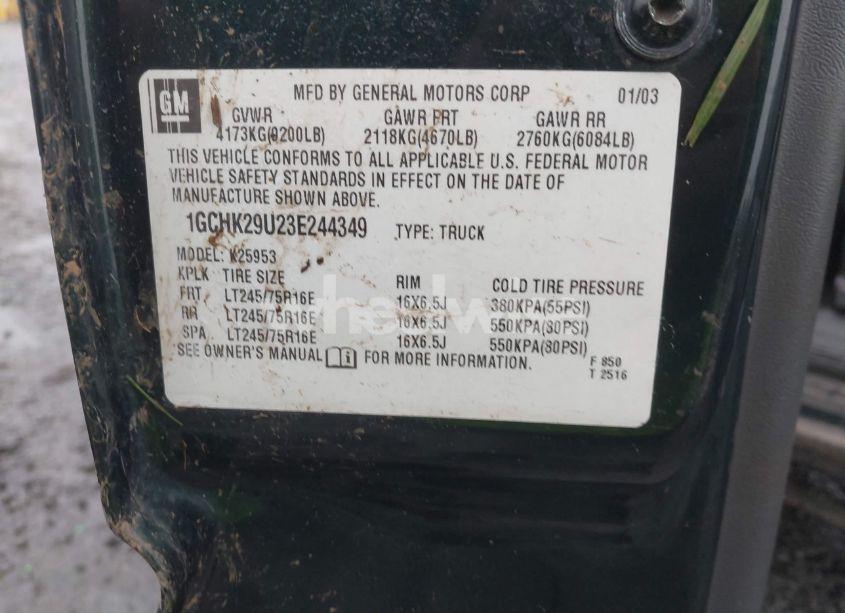 GM
MFD BY GENERAL MOTORS CORP 01/03
GVWR GAWR FRT GAWR RR
4173KG(9200LB) 2118KG(4670LB) 2760KG(6084LB)
THIS VEHICLE CONFORMS TO ALL APPLICABLE U.S. FEDERAL MOTOR
VEHICLE SAFETY STANDARDS IN EFFECT ON THE DATE OF
MANUFACTURE SHOWN ABOVE.
1GCHK29U23E244349 TYPE: TRUCK
MODEL: K25953
KPLK TIRE SIZE RIM COLD TIRE PRESSURE
FRT LT245/75R16E 16X6.5J 380KPA(55PSI)
RR LT245/75R16E 16X6.5J 550KPA(80PSI)
SPA LT245/75R16E 16X6.5J 550KPA(80PSI)
SEE OWNER'S MANUAL FOR MORE INFORMATION.
F 850
T 2516